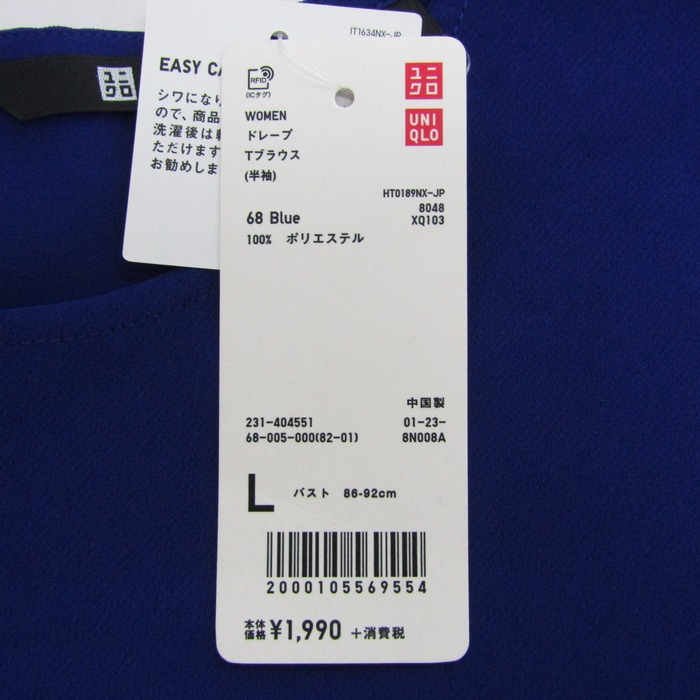 IT1634NX-JP
EASY CA
シワになり
ので、商品
洗濯後は軽
ただけます
お勧めしま
ユニ
クロ
RFID
(ICタグ)
ユニ
クロ
UNI
QLO
WOMEN
ドレープ
Tブラウス
(半袖)
HT0189NX-JP
8048
68 Blue XQ103
100% ポリエステル
中国製
231-404551 01-23-
68-005-000(82-01) 8N008A
L バスト 86-92cm
2000105569554
本体
価格 ¥1,990 +消費税